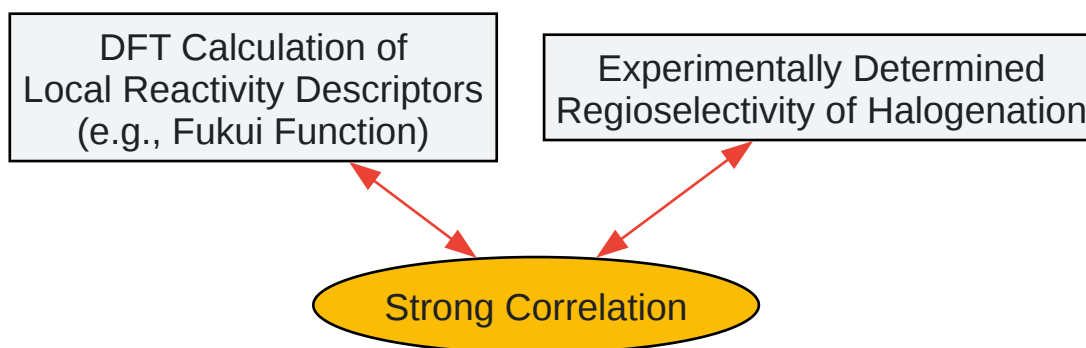 DFT Calculation of
Local Reactivity Descriptors
(e.g., Fukui Function)
Experimentally Determined
Regioselectivity of Halogenation
Strong Correlation